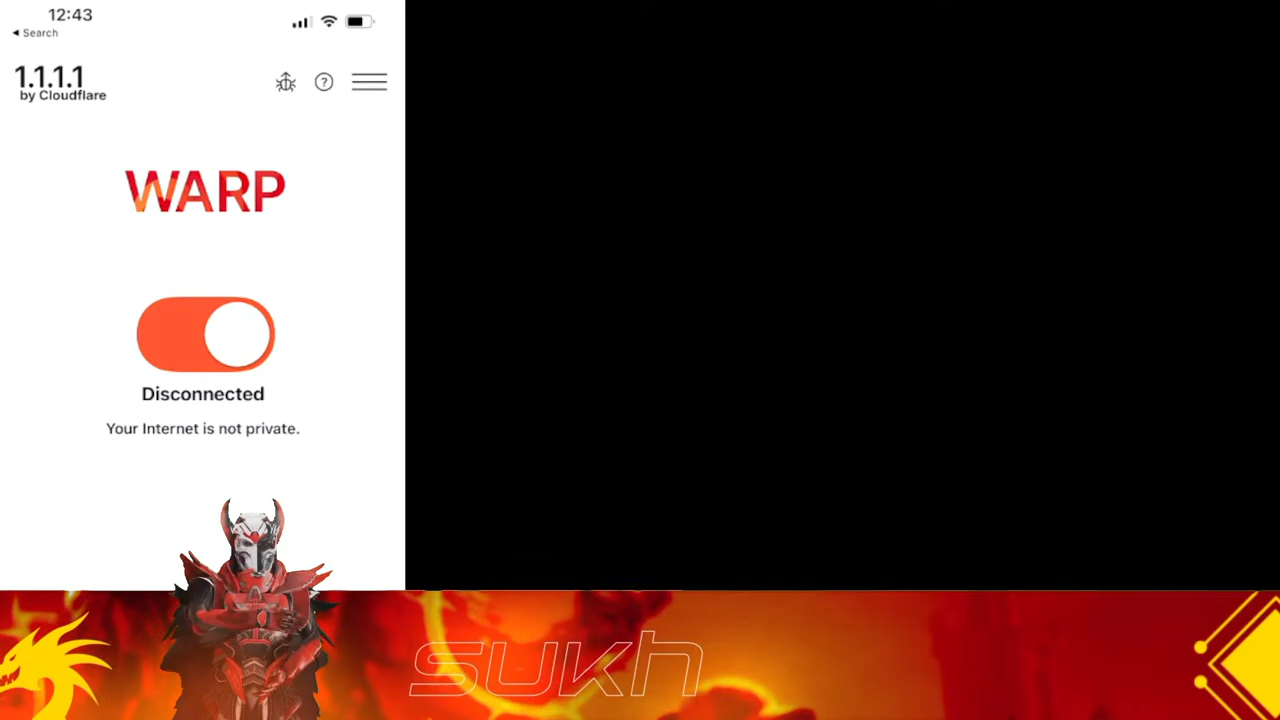 12:43
◀ Search
1.1.1.1
by Cloudflare
?
WARP
Disconnected
Your Internet is not private.
sukh